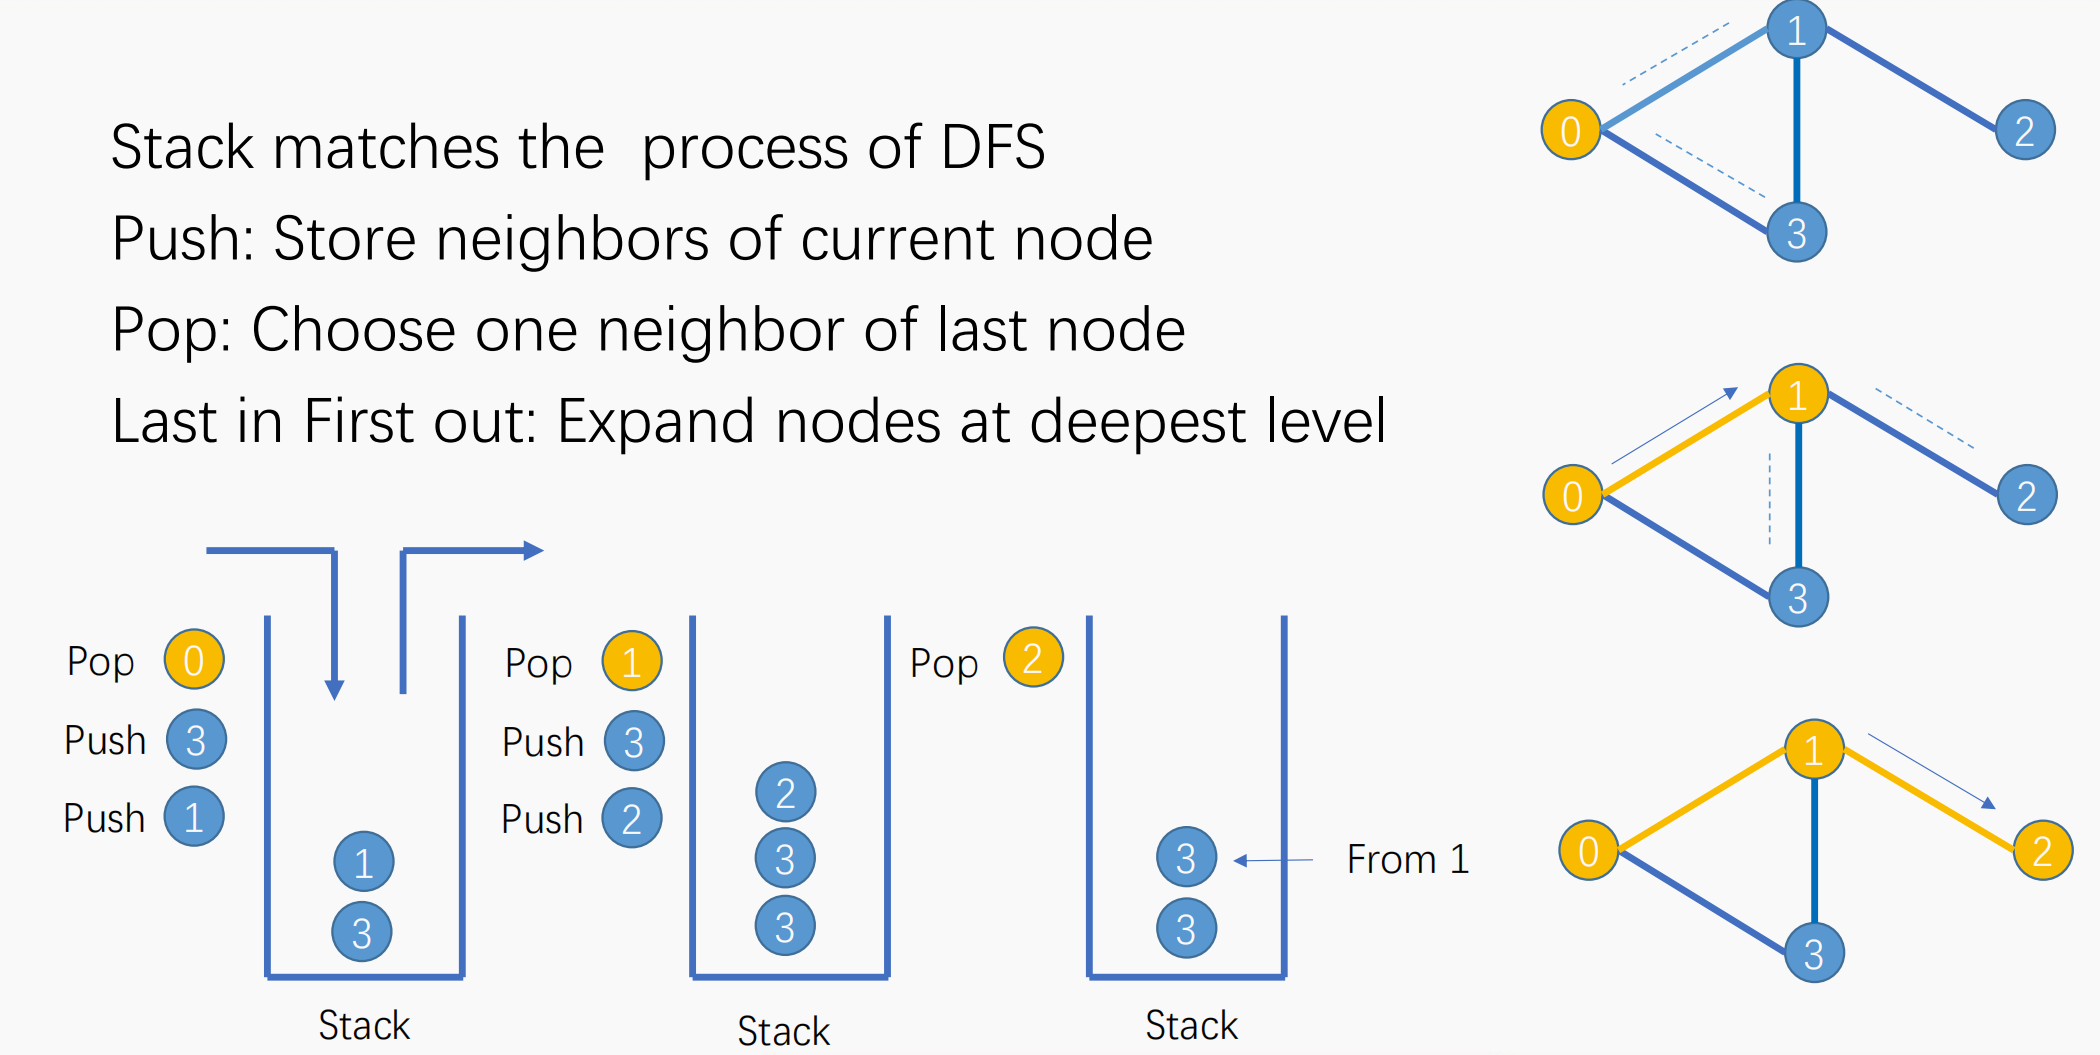 Stack matches the process of DFS
Push: Store neighbors of current node
Pop: Choose one neighbor of last node
Last in First out: Expand nodes at deepest level
Pop 0
Push 3
Push 1
1
3
Stack
Pop 1
Push 3
Push 2
2
3
3
Stack
Pop 2
3 From 1
3
Stack
1
0
2
3
1
0
2
3
1
0
2
3